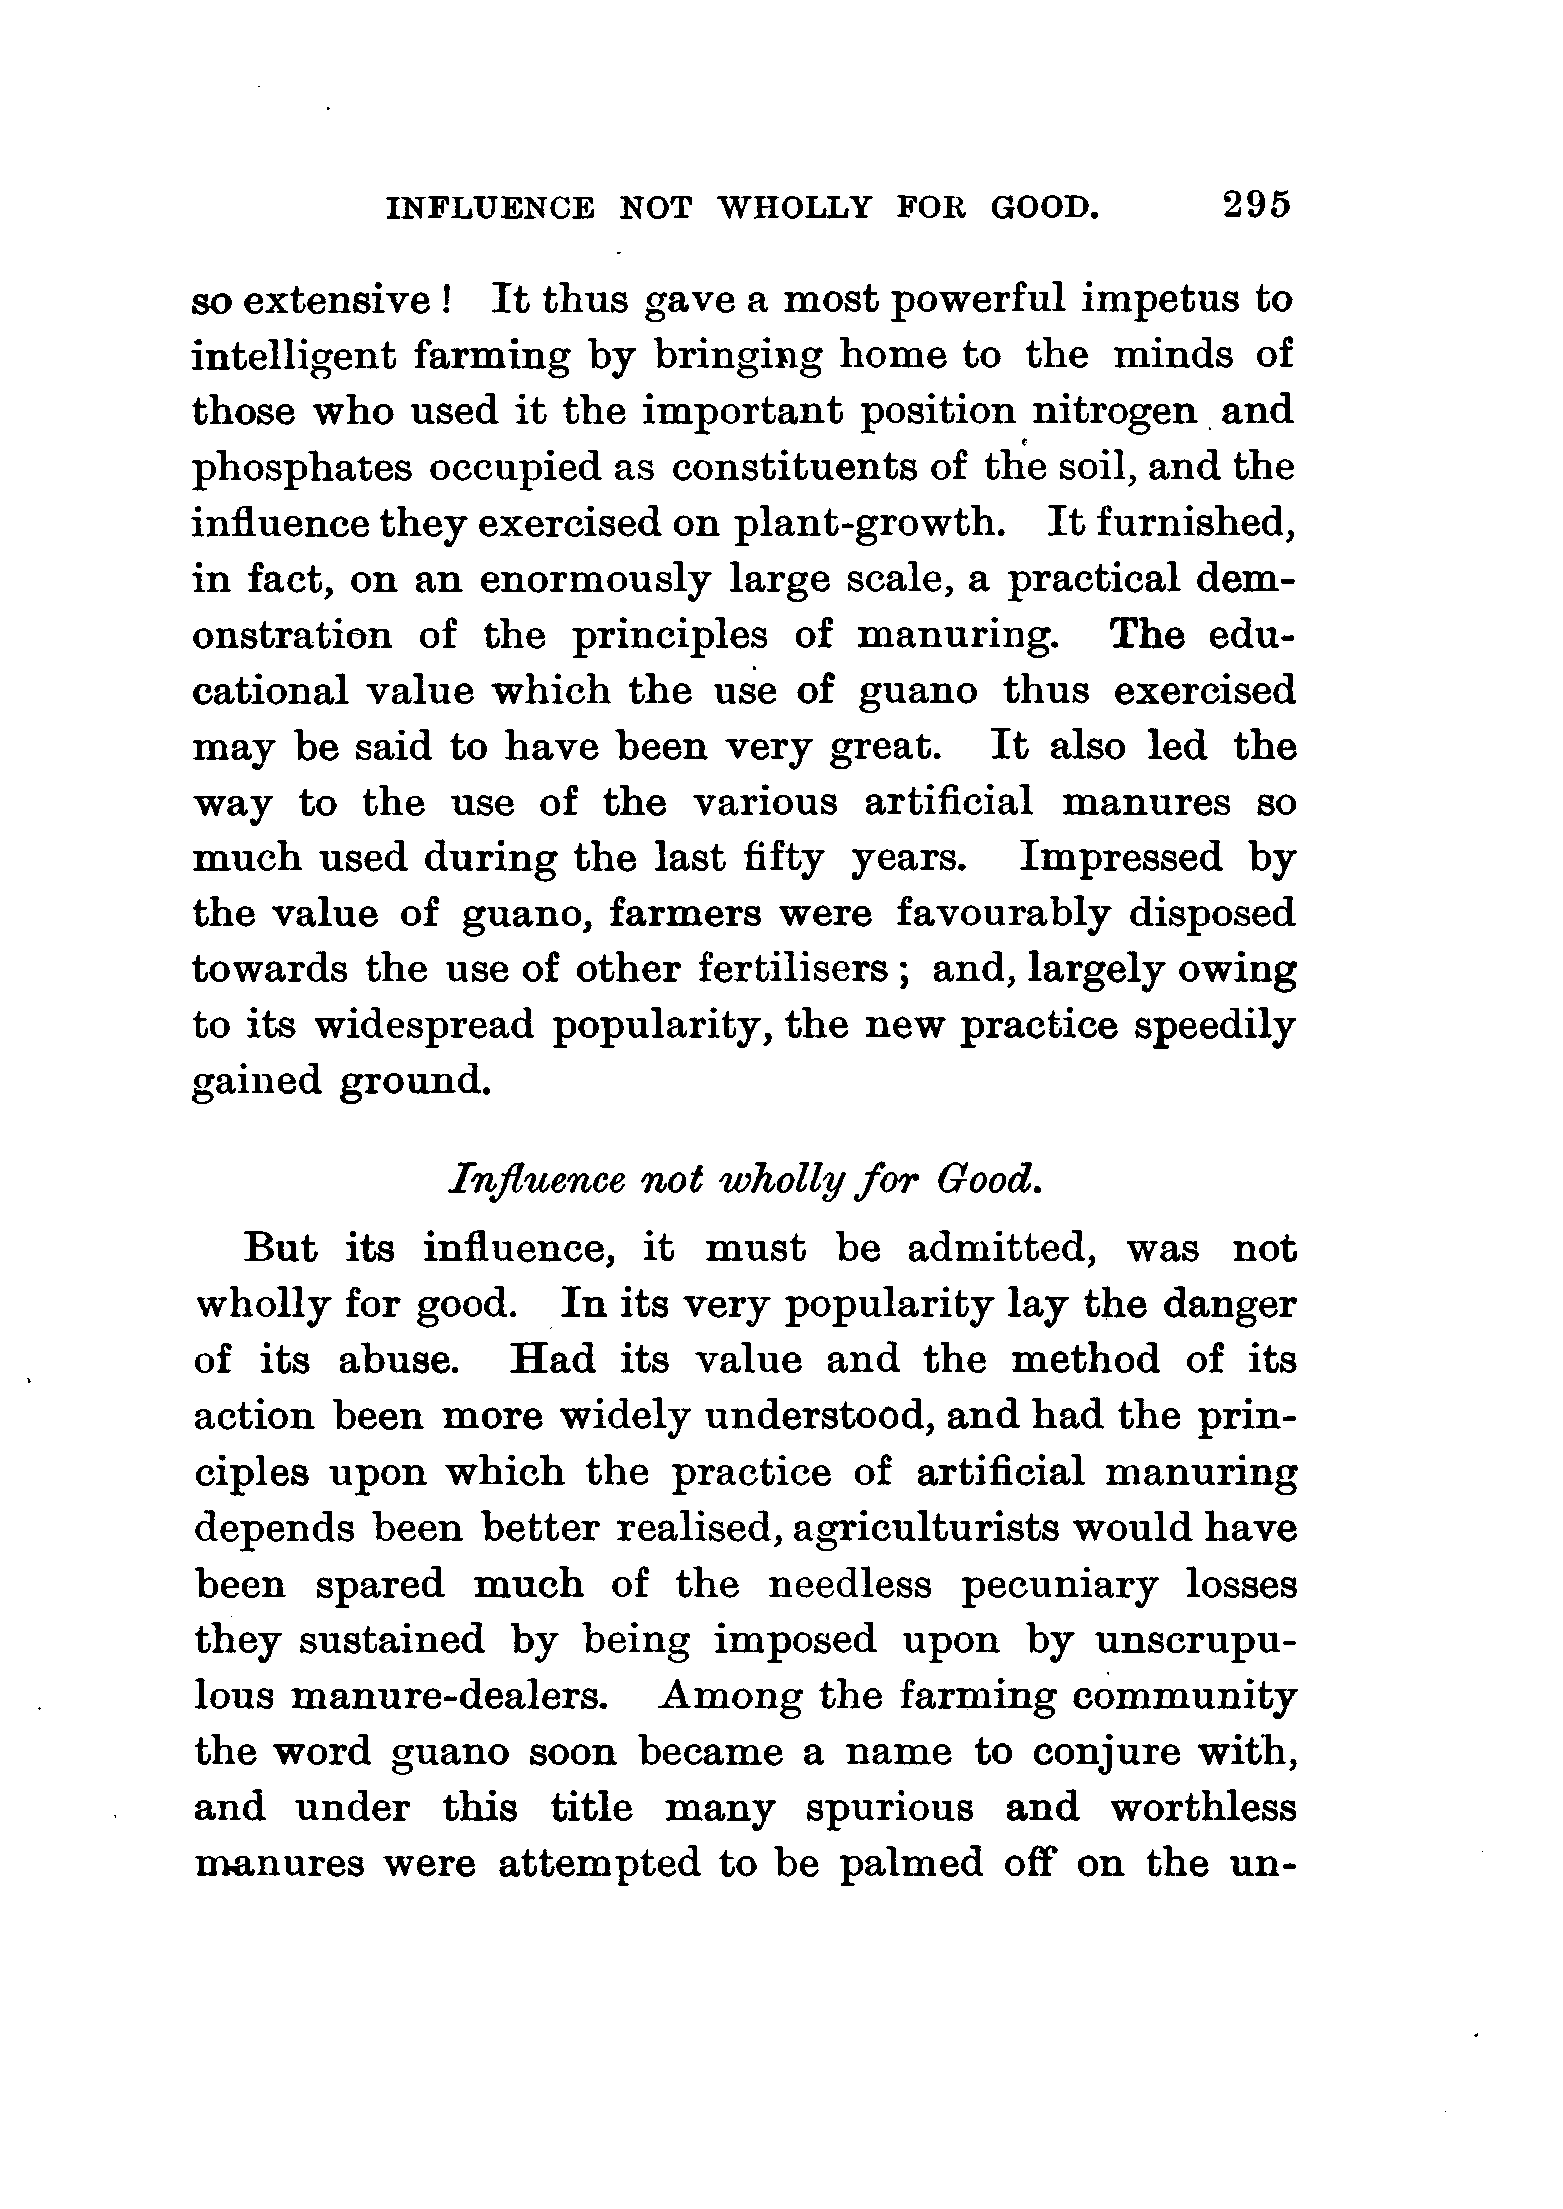 INFLUENCE NOT WHOLLY FOR GOOD. 295
so extensive! It thus gave a most powerful impetus to
intelligent farming by bringing home to the minds of
those who used it the important position nitrogen and
phosphates occupied as constituents of the soil, and the
influence they exercised on plant-growth. It furnished,
in fact, on an enormously large scale, a practical dem-
onstration of the principles of manuring. The edu-
cational value which the use of guano thus exercised
may be said to have been very great. It also led the
way to the use of the various artificial manures so
much used during the last fifty years. Impressed by
the value of guano, farmers were favourably disposed
towards the use of other fertilisers; and, largely owing
to its widespread popularity, the new practice speedily
gained ground.
Influence not wholly for Good.
But its influence, it must be admitted, was not
wholly for good. In its very popularity lay the danger
of its abuse. Had its value and the method of its
action been more widely understood, and had the prin-
ciples upon which the practice of artificial manuring
depends been better realised, agriculturists would have
been spared much of the needless pecuniary losses
they sustained by being imposed upon by unscrupu-
lous manure-dealers. Among the farming community
the word guano soon became a name to conjure with,
and under this title many spurious and worthless
manures were attempted to be palmed off on the un-